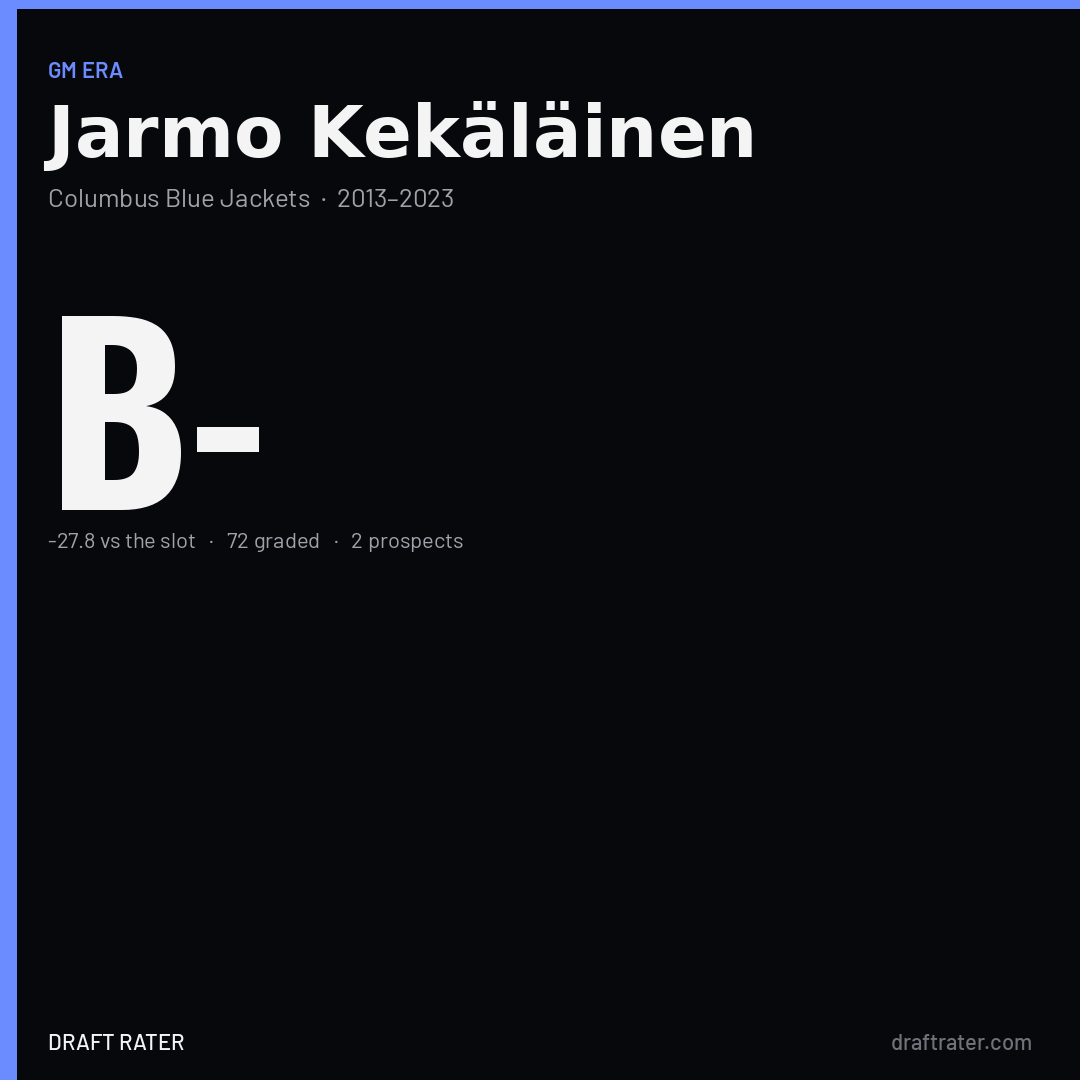 GM ERA
Jarmo Kekäläinen
Columbus Blue Jackets · 2013–2023
B-
-27.8 vs the slot · 72 graded · 2 prospects
DRAFT RATER
draftrater.com